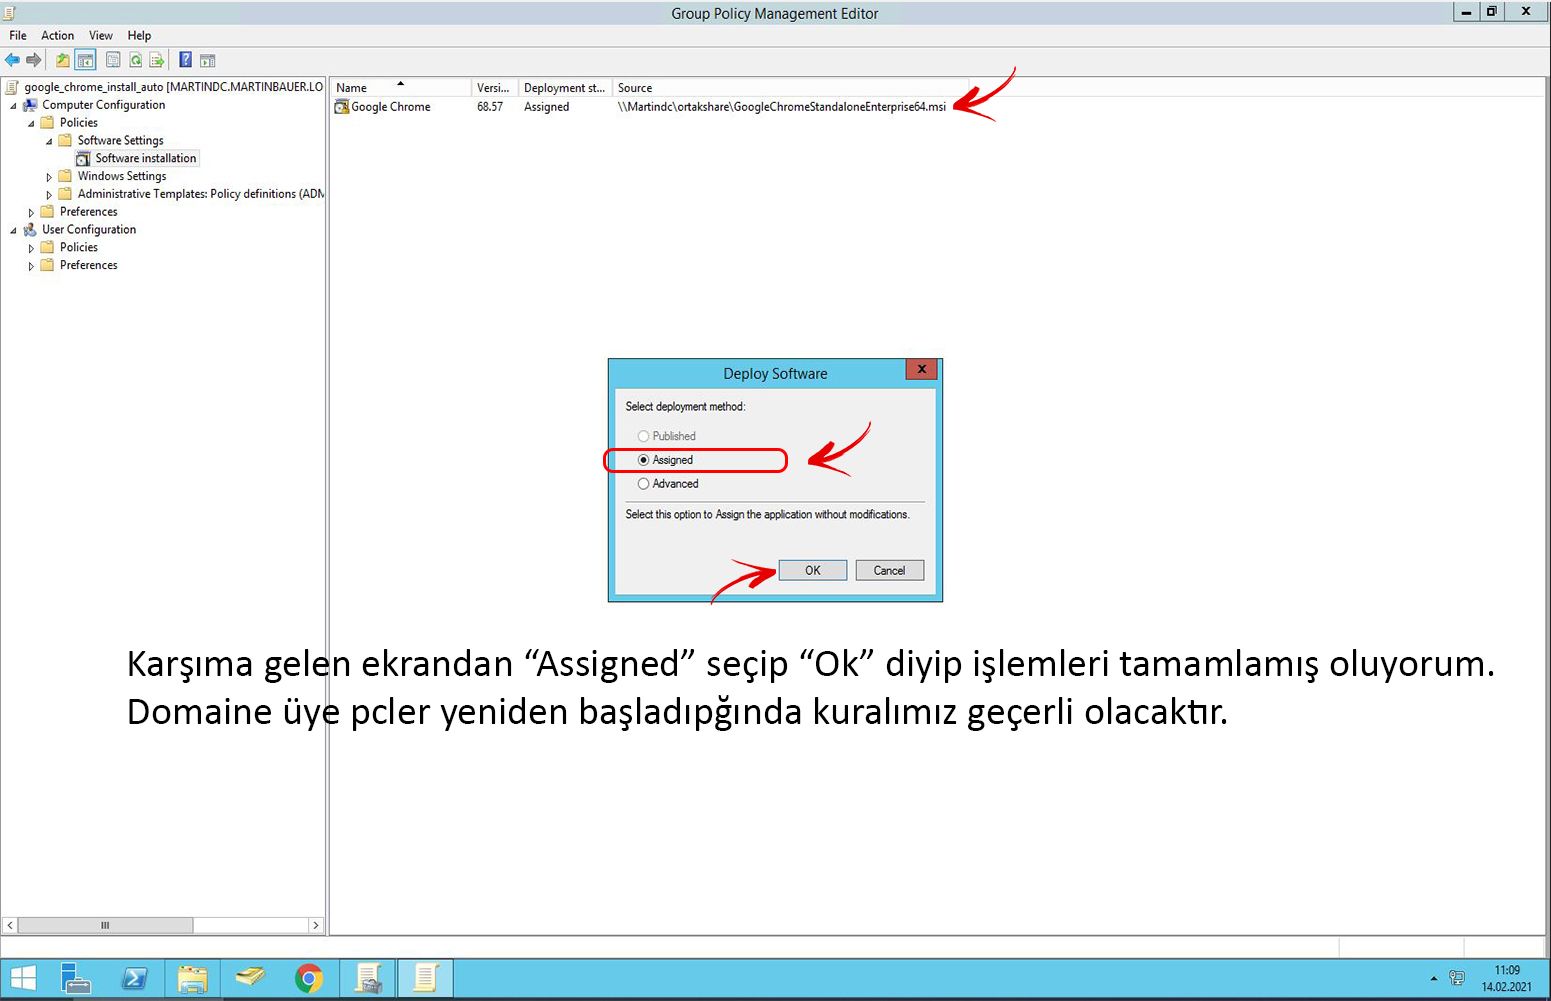 Group Policy Management Editor
File Action View Help
google_chrome_install_auto [MARTINDC.MARTINBAUER.LO
Computer Configuration
Policies
Software Settings
Software installation
Windows Settings
Administrative Templates: Policy definitions (ADM
Preferences
User Configuration
Policies
Preferences
Name Versi... Deployment st... Source
Google Chrome 68.57 Assigned \\Martindc\ortakshare\GoogleChromeStandaloneEnterprise64.msi
Deploy Software
Select deployment method:
Published
Assigned
Advanced
Select this option to Assign the application without modifications.
OK Cancel
Karşıma gelen ekrandan “Assigned” seçip “Ok” diyip işlemleri tamamlamış oluyorum.
Domaine üye pcler yeniden başladıpğında kuralımız geçerli olacaktır.
11:09
14.02.2021